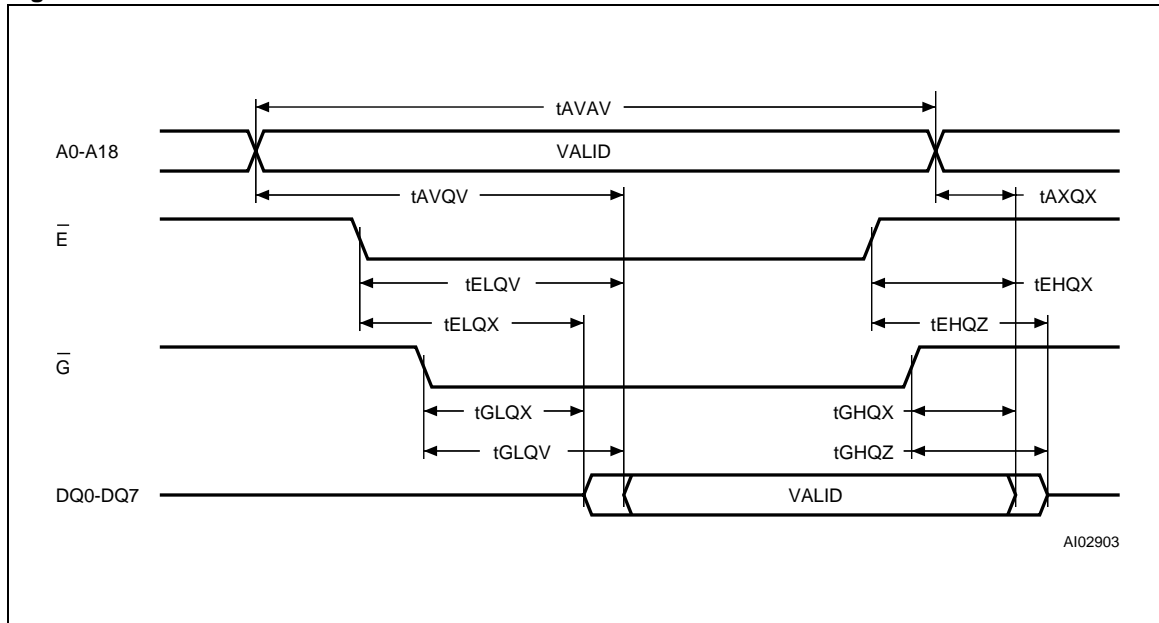 tAVAV
A0-A18 VALID
tAVQV tAXQX
E
tELQV tEHQX
tELQX tEHQZ
G
tGLQX tGHQX
tGLQV tGHQZ
DQ0-DQ7 VALID
AI02903